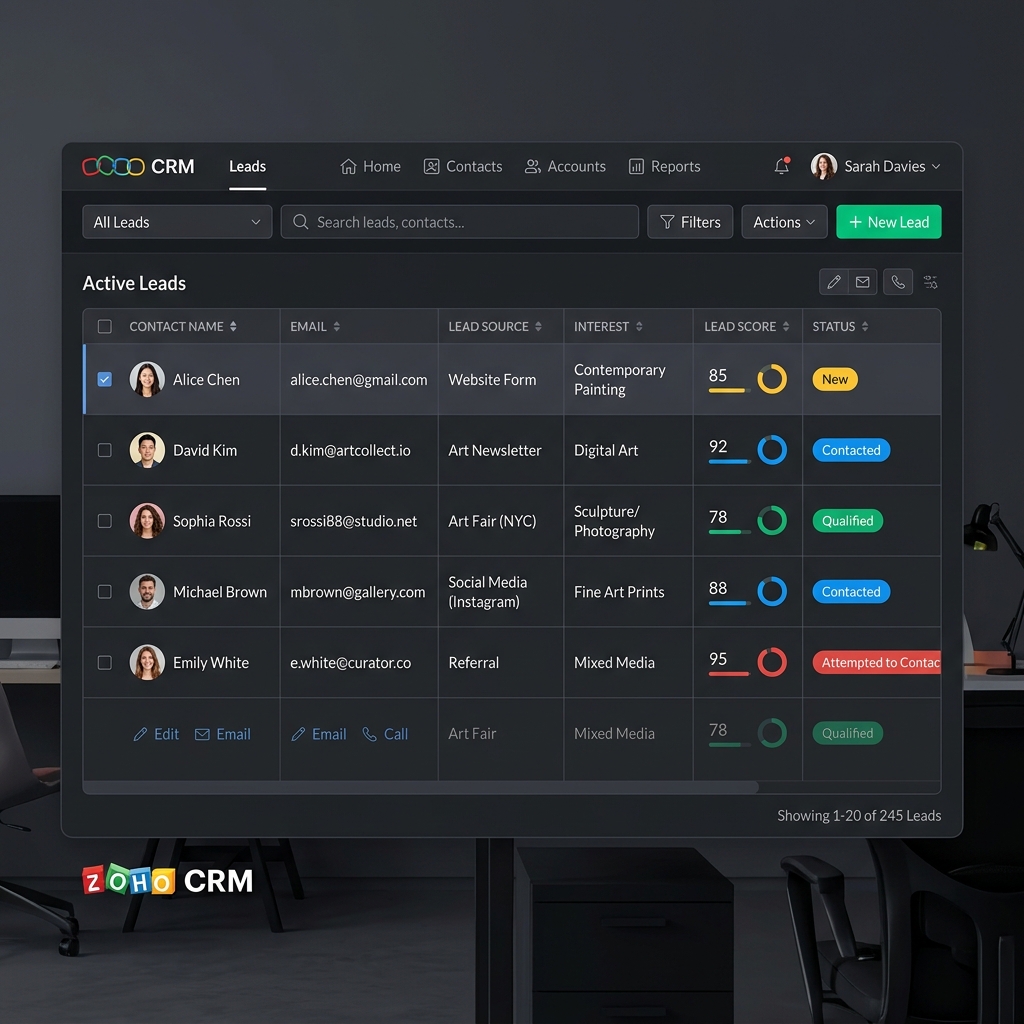 CRM
Leads
Home
Contacts
Accounts
Reports
Sarah Davies
All Leads
Search leads, contacts...
Filters
Actions
+ New Lead
Active Leads
CONTACT NAME
EMAIL
LEAD SOURCE
INTEREST
LEAD SCORE
STATUS
Alice Chen
alice.chen@gmail.com
Website Form
Contemporary
Painting
85
New
David Kim
d.kim@artcollect.io
Art Newsletter
Digital Art
92
Contacted
Sophia Rossi
srossi88@studio.net
Art Fair (NYC)
Sculpture/
Photography
78
Qualified
Michael Brown
mbrown@gallery.com
Social Media
(Instagram)
Fine Art Prints
88
Contacted
Emily White
e.white@curator.co
Referral
Mixed Media
95
Attempted to Contac
Edit
Email
Email
Call
Art Fair
Mixed Media
78
Qualified
Showing 1-20 of 245 Leads
ZOHO CRM